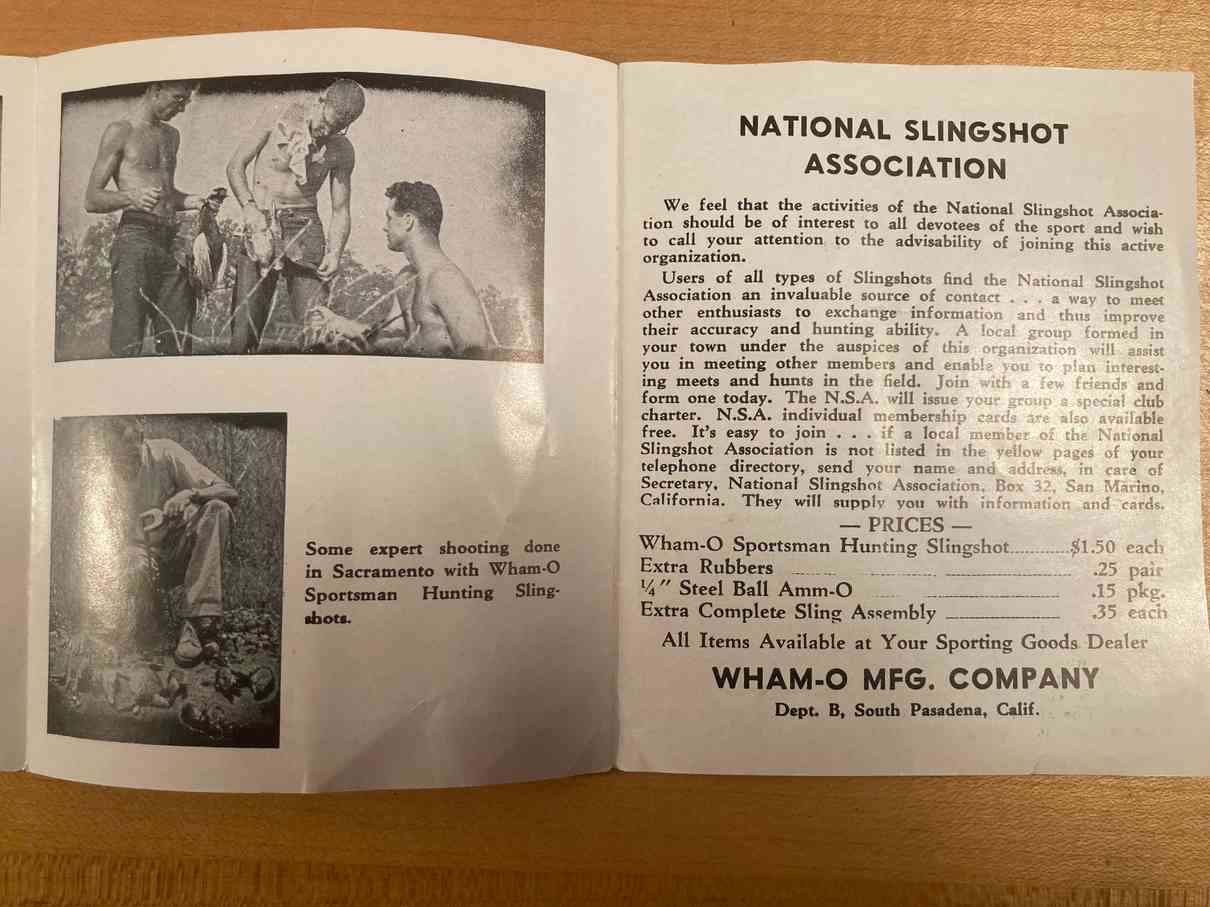 Some expert shooting done
in Sacramento with Wham-O
Sportsman Hunting Sling-
shots.
NATIONAL SLINGSHOT
ASSOCIATION
We feel that the activities of the National Slingshot Associa-
tion should be of interest to all devotees of the sport and wish
to call your attention to the advisability of joining this active
organization.
Users of all types of Slingshots find the National Slingshot
Association an invaluable source of contact . . . a way to meet
other enthusiasts to exchange information and thus improve
their accuracy and hunting ability. A local group formed in
your town under the auspices of this organization will assist
you in meeting other members and enable you to plan interest-
ing meets and hunts in the field. Join with a few friends and
form one today. The N.S.A. will issue your group a special club
charter. N.S.A. individual membership cards are also available
free. It's easy to join . . . if a local member of the National
Slingshot Association is not listed in the yellow pages of your
telephone directory, send your name and address, in care of
Secretary, National Slingshot Association, Box 32, San Marino,
California. They will supply you with information and cards.
— PRICES —
Wham-O Sportsman Hunting Slingshot............$1.50 each
Extra Rubbers .25 pair
¼" Steel Ball Amm-O .15 pkg.
Extra Complete Sling Assembly .35 each
All Items Available at Your Sporting Goods Dealer
WHAM-O MFG. COMPANY
Dept. B, South Pasadena, Calif.